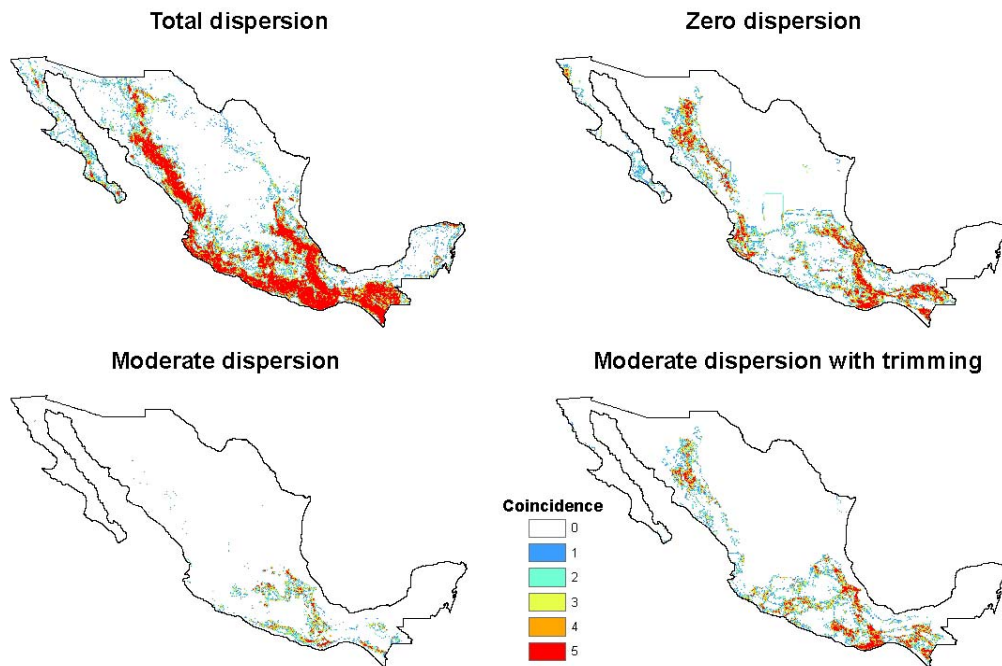 Total dispersion
Zero dispersion
Moderate dispersion
Moderate dispersion with trimming
Coincidence
0
1
2
3
4
5